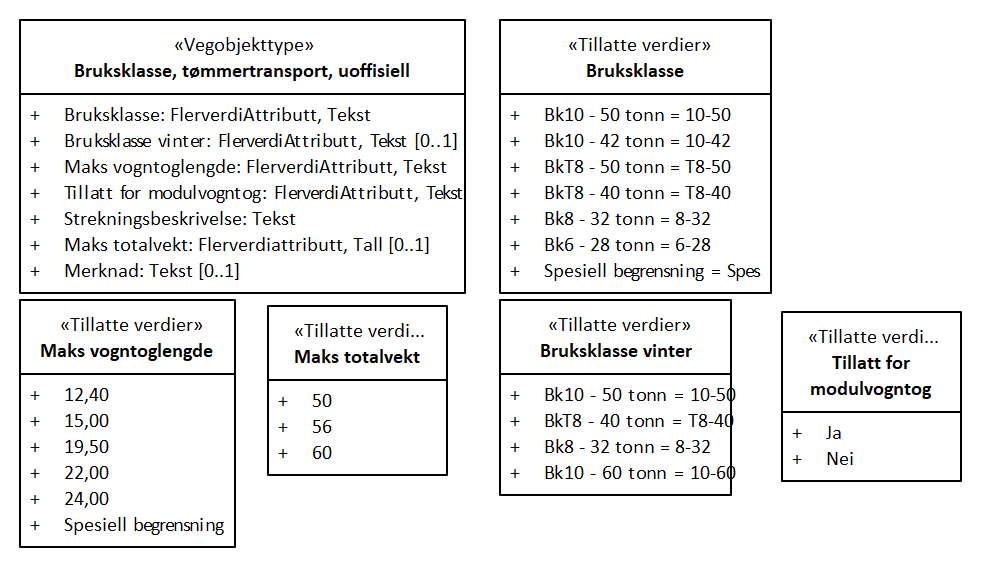 «Vegobjekttype»
Bruksklasse, tømmertransport, uoffisiell
+ Bruksklasse: FlerverdiAttributt, Tekst
+ Bruksklasse vinter: FlerverdiAttributt, Tekst [0..1]
+ Maks vogntoglengde: FlerverdiAttributt, Tekst
+ Tillatt for modulvogntog: FlerverdiAttributt, Tekst
+ Strekningsbeskrivelse: Tekst
+ Maks totalvekt: Flerverdiattributt, Tall [0..1]
+ Merknad: Tekst [0..1]
«Tillatte verdier»
Bruksklasse
+ Bk10 - 50 tonn = 10-50
+ Bk10 - 42 tonn = 10-42
+ BkT8 - 50 tonn = T8-50
+ BkT8 - 40 tonn = T8-40
+ Bk8 - 32 tonn = 8-32
+ Bk6 - 28 tonn = 6-28
+ Spesiell begrensning = Spes
«Tillatte verdier»
Maks vogntoglengde
+ 12,40
+ 15,00
+ 19,50
+ 22,00
+ 24,00
+ Spesiell begrensning
«Tillatte verdi...
Maks totalvekt
+ 50
+ 56
+ 60
«Tillatte verdier»
Bruksklasse vinter
+ Bk10 - 50 tonn = 10-50
+ BkT8 - 40 tonn = T8-40
+ Bk8 - 32 tonn = 8-32
+ Bk10 - 60 tonn = 10-60
«Tillatte verdi...
Tillatt for
modulvogntog
+ Ja
+ Nei